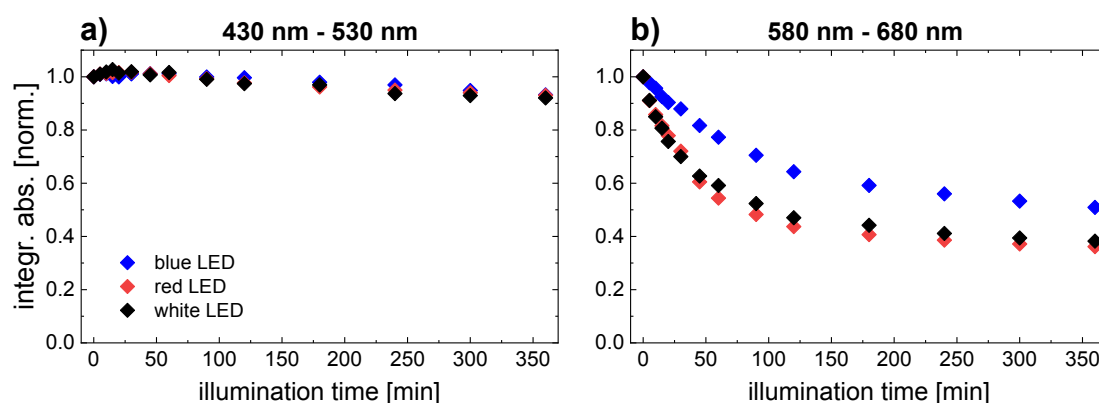 a) 430 nm - 530 nm
b) 580 nm - 680 nm
integr. abs. [norm.]
1.0
0.8
0.6
0.4
0.2
0.0
blue LED
red LED
white LED
0 50 100 150 200 250 300 350
illumination time [min]
1.0
0.8
0.6
0.4
0.2
0.0
0 50 100 150 200 250 300 350
illumination time [min]